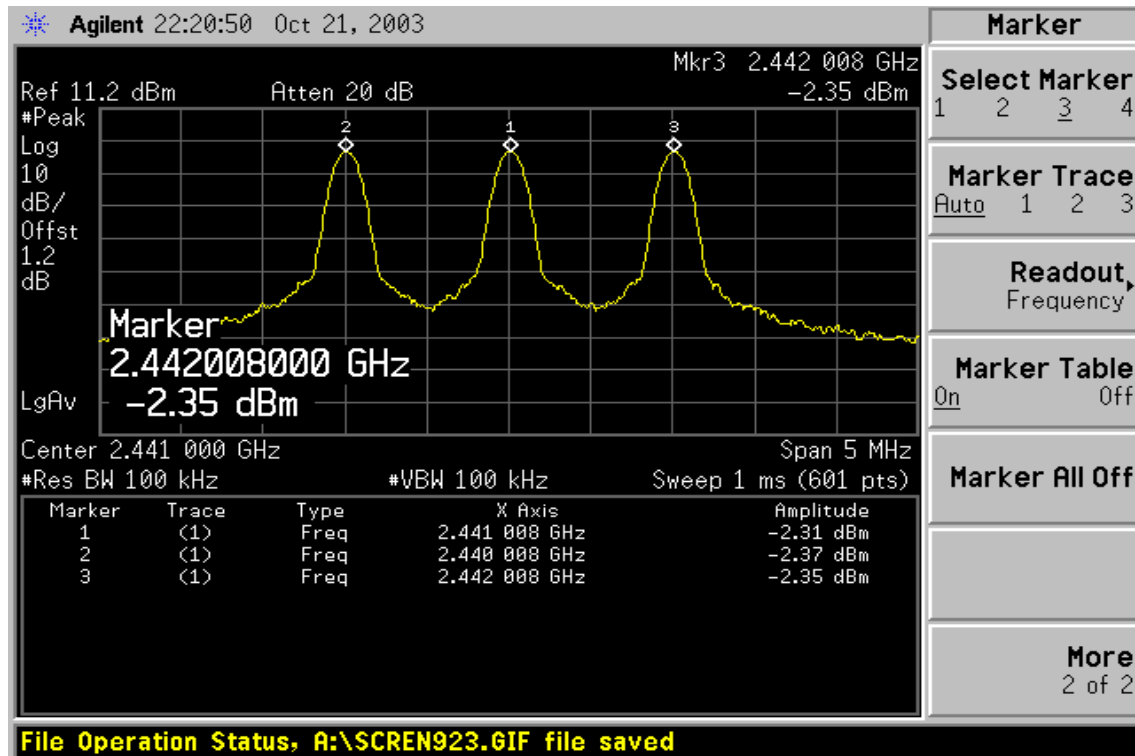 Agilent 22:20:50 Oct 21, 2003
Mkr3 2.442 008 GHz
Ref 11.2 dBm Atten 20 dB -2.35 dBm
#Peak
Log
10
dB/
Offst
1.2
dB
LgAv
2 1 3
Marker
2.442008000 GHz
-2.35 dBm
Center 2.441 000 GHz Span 5 MHz
#Res BW 100 kHz #VBW 100 kHz Sweep 1 ms (601 pts)
Marker Trace Type X Axis Amplitude
1 (1) Freq 2.441 008 GHz -2.31 dBm
2 (1) Freq 2.440 008 GHz -2.37 dBm
3 (1) Freq 2.442 008 GHz -2.35 dBm
File Operation Status, A:\SCREN923.GIF file saved
Marker
Select Marker
1 2 3 4
Marker Trace
Auto 1 2 3
Readout
Frequency
Marker Table
On Off
Marker All Off
More
2 of 2